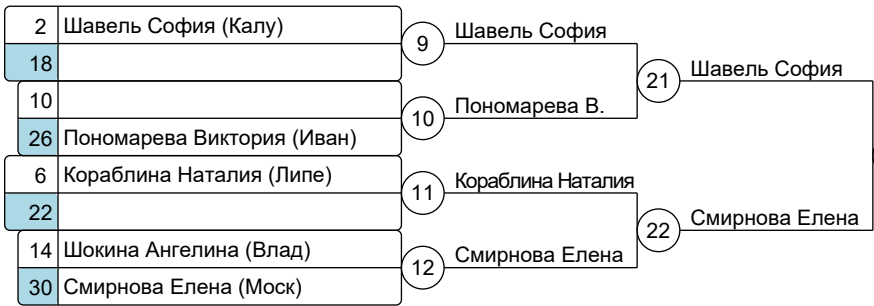 2 Шавель София (Калу)
18
10
26 Пономарева Виктория (Иван)
6 Кораблина Наталия (Липе)
22
14 Шокина Ангелина (Влад)
30 Смирнова Елена (Моск)
9 Шавель София
10 Пономарева В.
11 Кораблина Наталия
12 Смирнова Елена
21 Шавель София
22 Смирнова Елена